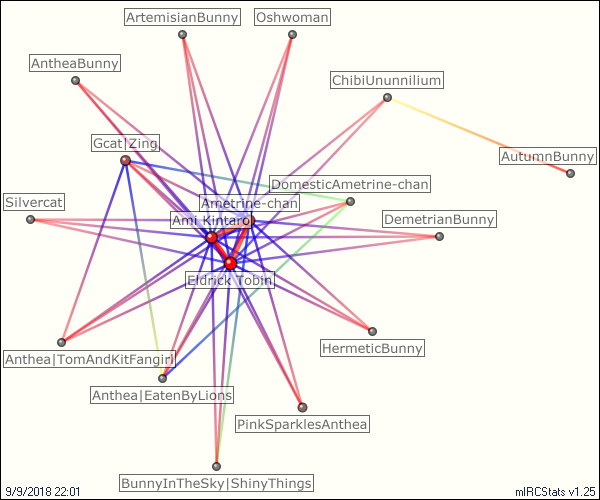 ArtemisianBunny
Oshwoman
AntheaBunny
ChibiUnunnilium
Gcat|Zing
AutumnBunny
DomesticAmetrine-chan
Silvercat
Ametrine-chan
Ami Kintaro
DemetrianBunny
Eldrick Tobin
HermeticBunny
Anthea|TomAndKitFangirl
Anthea|EatenByLions
PinkSparklesAnthea
BunnyInTheSky|ShinyThings
9/9/2018 22:01
mIRCStats v1.25